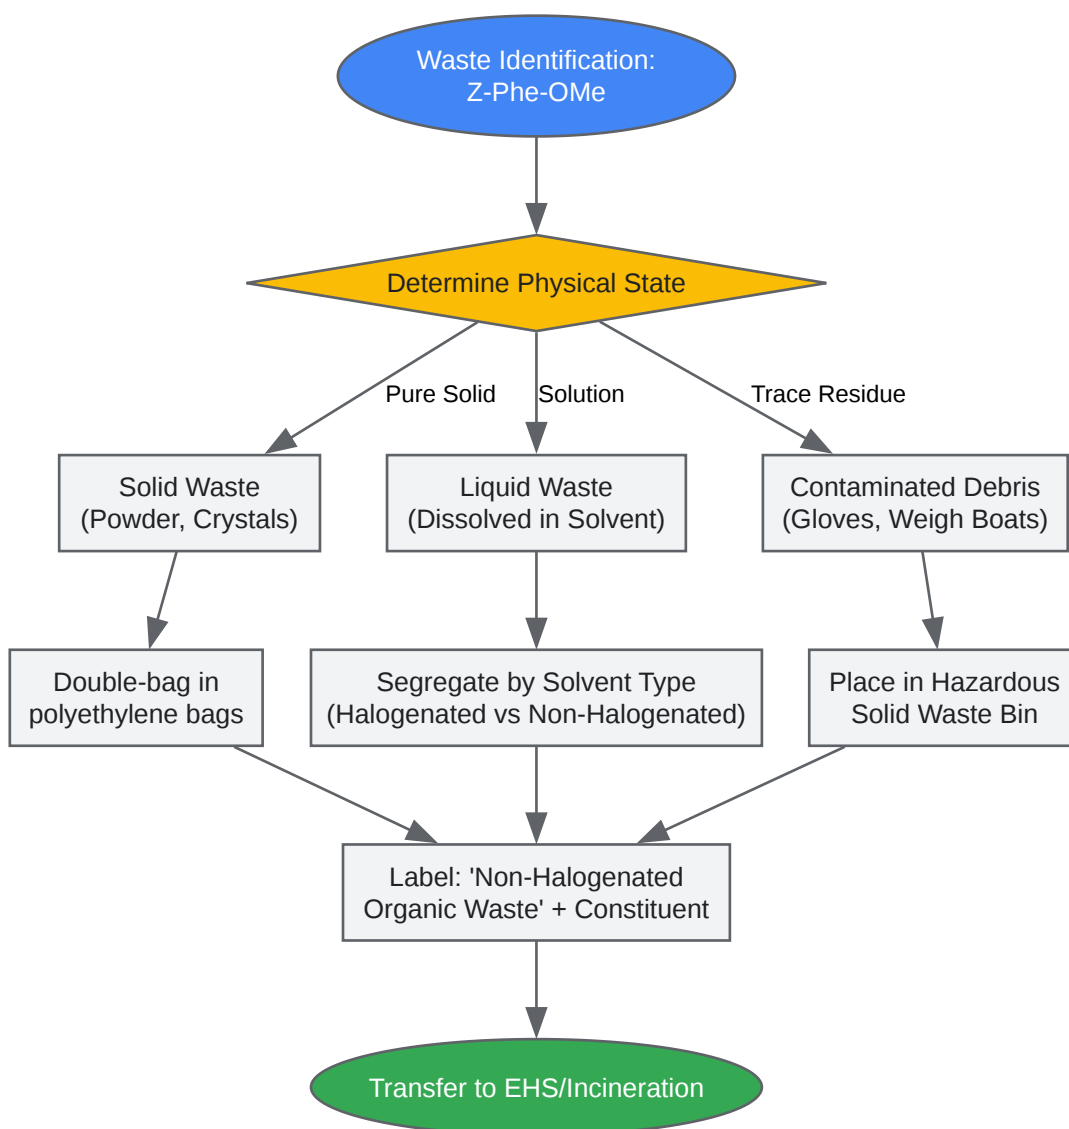 Waste Identification:
Z-Phe-OMe
Determine Physical State
Pure Solid
Solution
Trace Residue
Solid Waste
(Powder, Crystals)
Liquid Waste
(Dissolved in Solvent)
Contaminated Debris
(Gloves, Weigh Boats)
Double-bag in
polyethylene bags
Segregate by Solvent Type
(Halogenated vs Non-Halogenated)
Place in Hazardous
Solid Waste Bin
Label: 'Non-Halogenated
Organic Waste' + Constituent
Transfer to EHS/Incineration